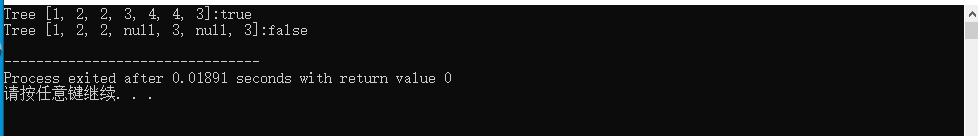 Tree [1, 2, 2, 3, 4, 4, 3]:true
Tree [1, 2, 2, null, 3, null, 3]:false
--------------------------------
Process exited after 0.01891 seconds with return value 0
请按任意键继续. . .